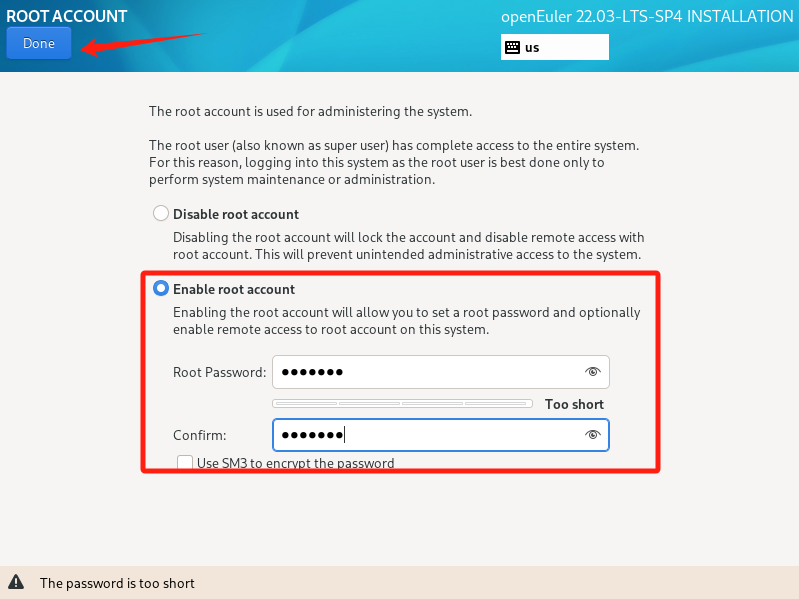 ROOT ACCOUNT
openEuler 22.03-LTS-SP4 INSTALLATION
Done
us
The root account is used for administering the system.
The root user (also known as super user) has complete access to the entire system.
For this reason, logging into this system as the root user is best done only to
perform system maintenance or administration.
Disable root account
Disabling the root account will lock the account and disable remote access with
root account. This will prevent unintended administrative access to the system.
Enable root account
Enabling the root account will allow you to set a root password and optionally
enable remote access to root account on this system.
Root Password: ●●●●●●●
Too short
Confirm: ●●●●●●●
Use SM3 to encrypt the password
The password is too short